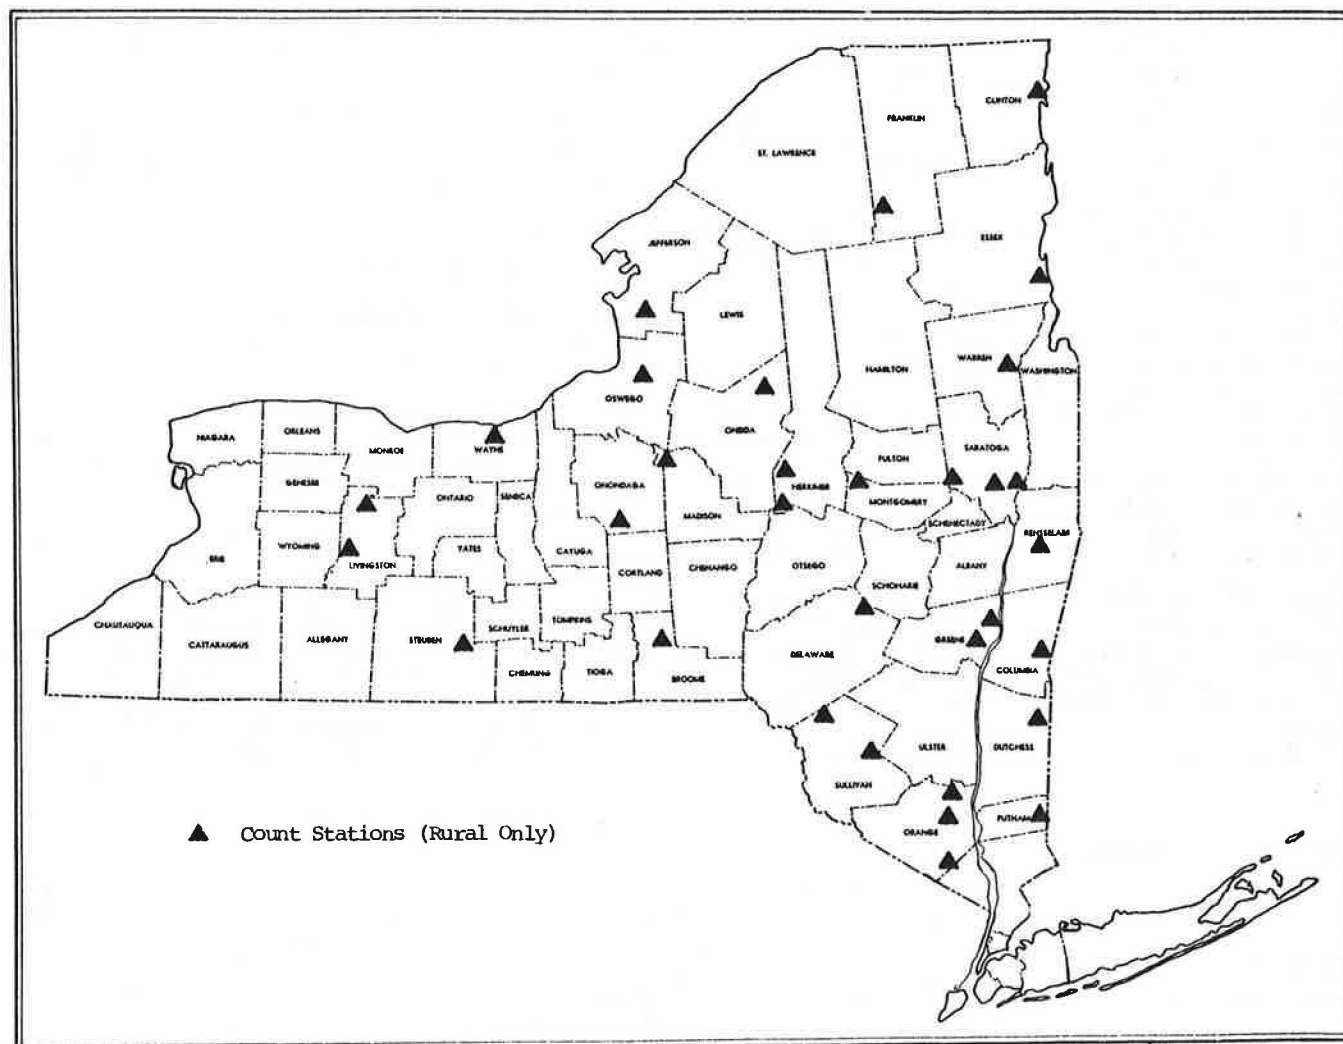 CLINTON
FRANKLIN
ST. LAWRENCE
ESSEX
JEFFERSON
LEWIS
HAMILTON
WARREN
WASHINGTON
OSWEGO
ONEIDA
NIAGARA
ORLEANS
MONROE
WAYNE
SARATOGA
FULTON
HERKIMER
GENESEE
ONTARIO
SENECA
ONONDAGA
MONTGOMERY
MADISON
SCHENECTADY
RENSSELAER
ERIE
WYOMING
LIVINGSTON
YATES
CAYUGA
CORTLAND
CHENANGO
OTSEGO
SCHOHARIE
ALBANY
CHAUTAUQUA
CATTARAUGUS
ALLEGANY
STEUBEN
SCHUYLER
TOMPKINS
GREENE
DELAWARE
COLUMBIA
CHEMUNG
TIOGA
BROOME
ULSTER
DUTCHESS
SULLIVAN
PUTNAM
ORANGE
Count Stations (Rural Only)